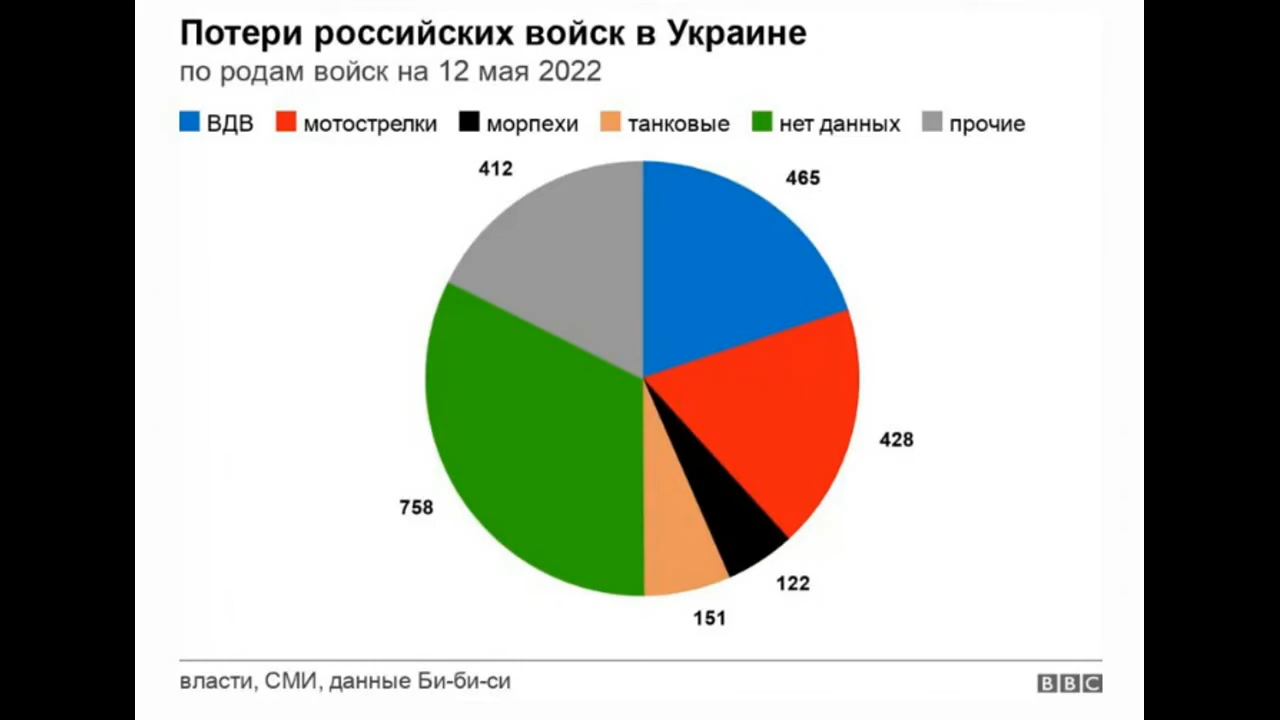 Потери российских войск в Украине
по родам войск на 12 мая 2022
ВДВ мотострелки морпехи танковые нет данных прочие
412
465
428
758
122
151
власти, СМИ, данные Би-би-си
BBC